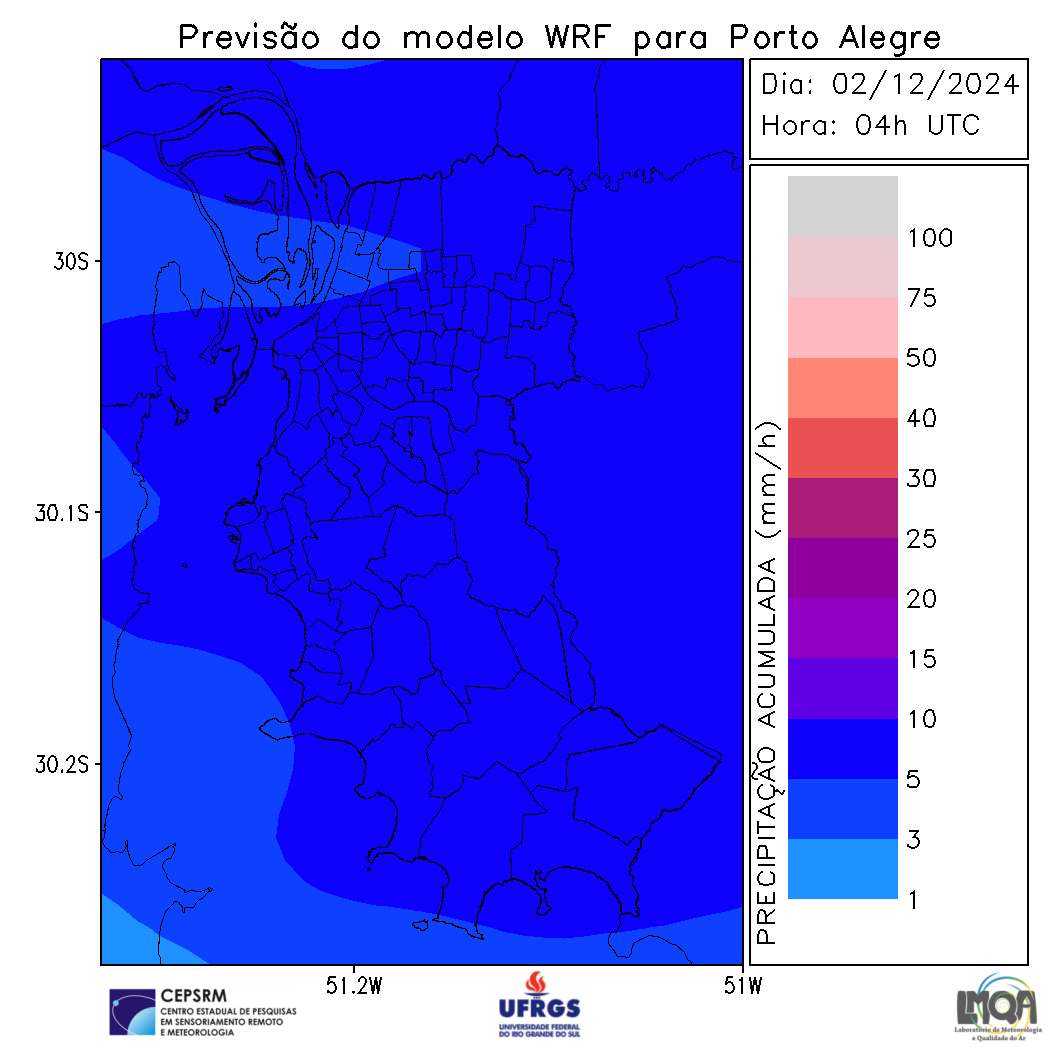 Previsão do modelo WRF para Porto Alegre
Dia: 02/12/2024
Hora: 04h UTC
30S
30.1S
30.2S
51.2W
51W
PRECIPITAÇÃO ACUMULADA (mm/h)
100
75
50
40
30
25
20
15
10
5
3
1
CEPSRM
CENTRO ESTADUAL DE PESQUISAS
EM SENSORIAMENTO REMOTO
E METEOROLOGIA
UFRGS
UNIVERSIDADE FEDERAL
DO RIO GRANDE DO SUL
LMQA
Laboratório de Meteorologia
e Qualidade do Ar